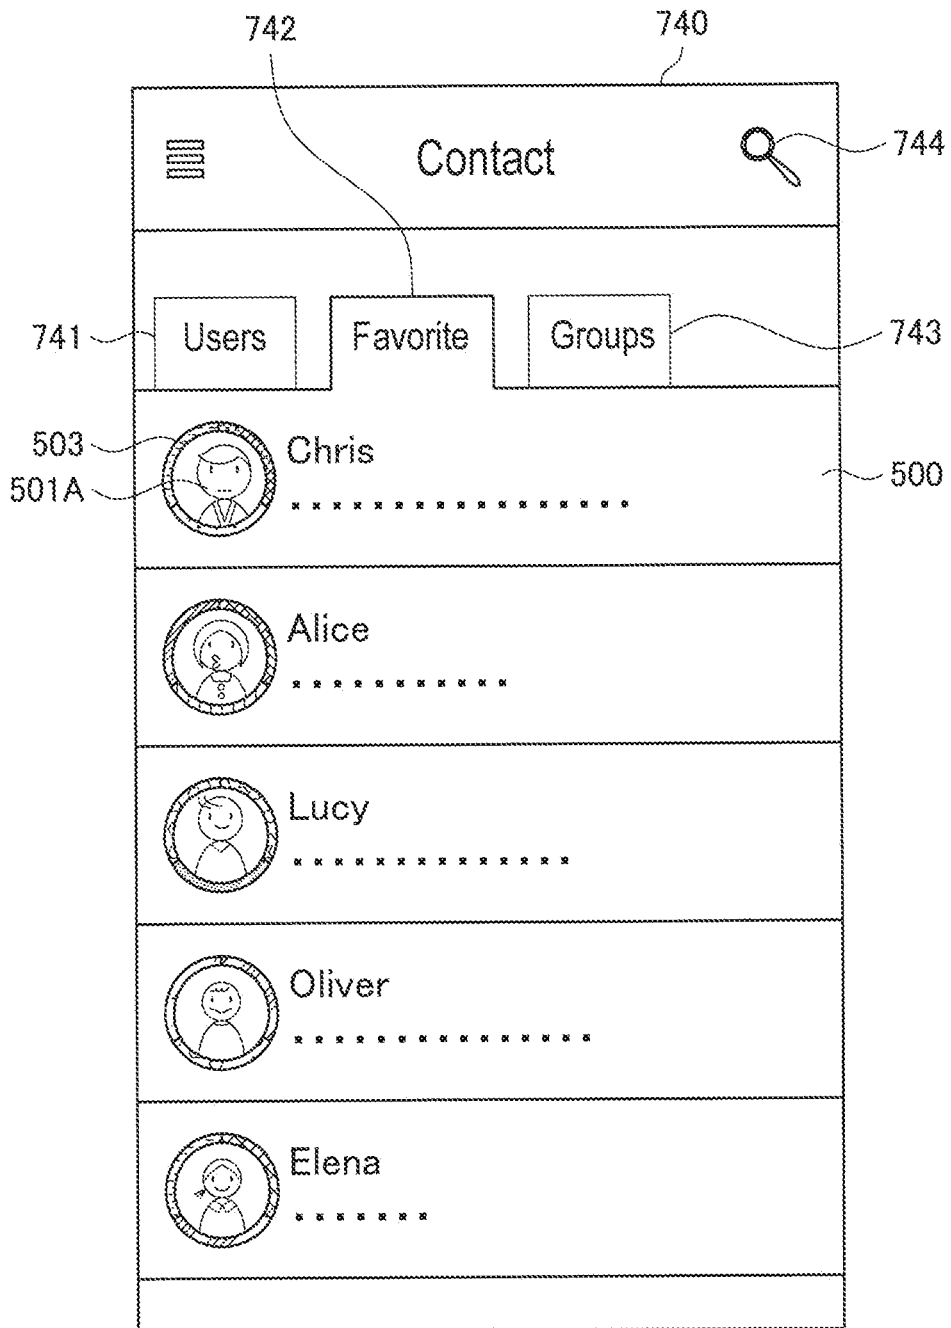 742
740
Contact
744
741
Users
Favorite
Groups
743
503
Chris
501A
500
Alice
Lucy
Oliver
Elena